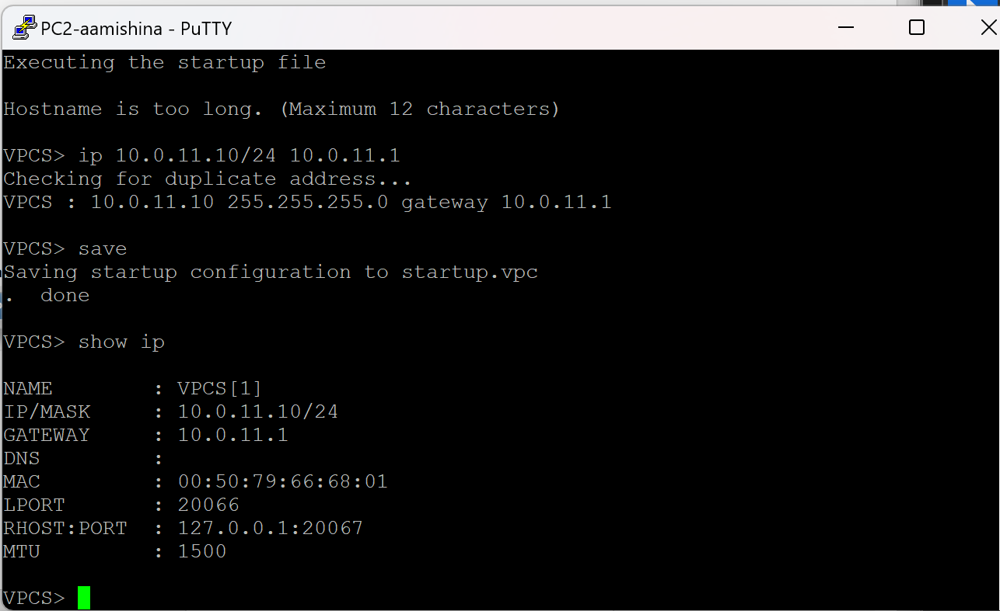 PC2-aamishina - PuTTY
Executing the startup file
Hostname is too long. (Maximum 12 characters)
VPCS> ip 10.0.11.10/24 10.0.11.1
Checking for duplicate address...
VPCS : 10.0.11.10 255.255.255.0 gateway 10.0.11.1
VPCS> save
Saving startup configuration to startup.vpc
.  done
VPCS> show ip
NAME        : VPCS[1]
IP/MASK     : 10.0.11.10/24
GATEWAY     : 10.0.11.1
DNS         :
MAC         : 00:50:79:66:68:01
LPORT       : 20066
RHOST:PORT  : 127.0.0.1:20067
MTU         : 1500
VPCS>